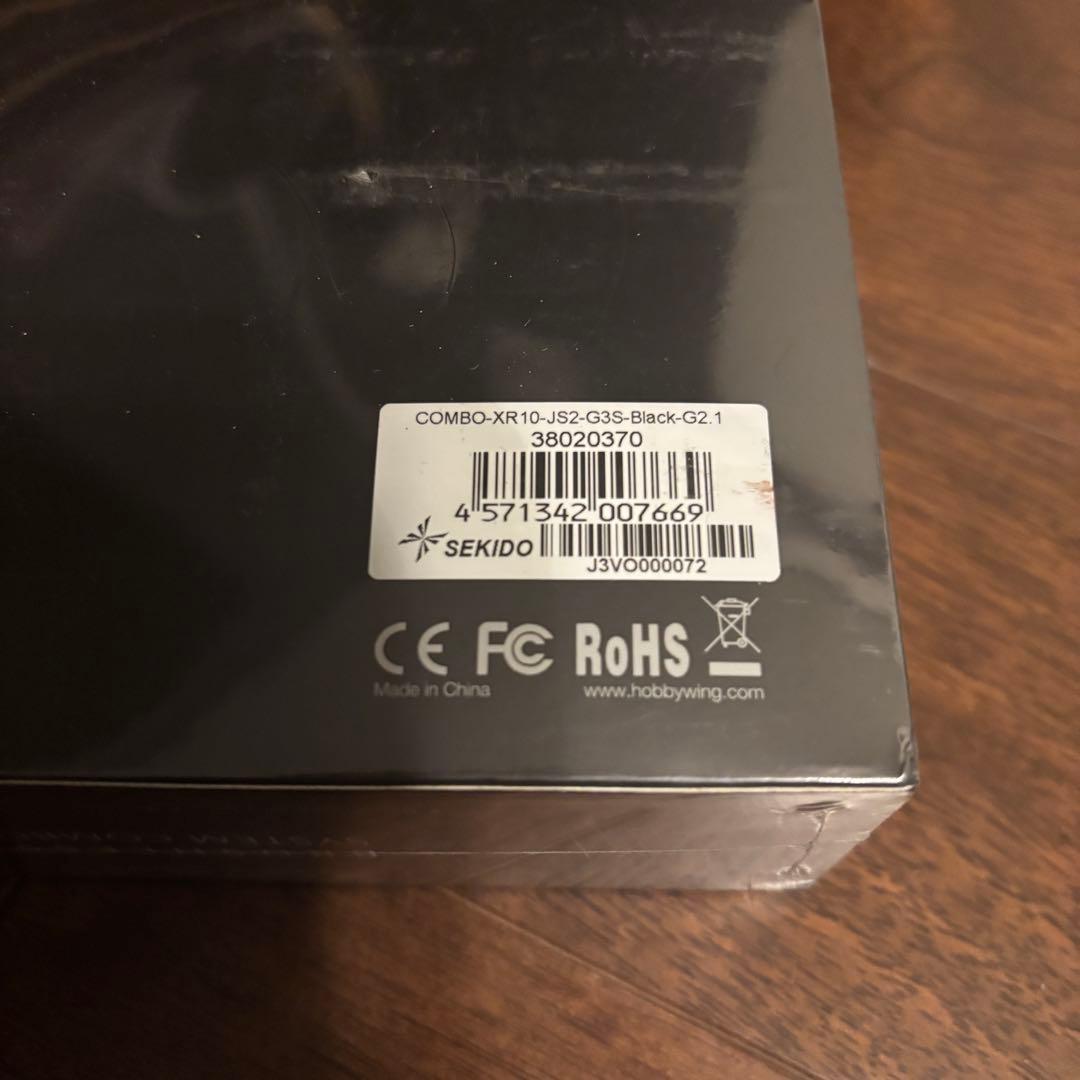 COMBO-XR10-JS2-G3S-Black-G2.1
38020370
4 571342 007669
SEKIDO
J3VO000072
CE FC RoHS
Made in China
www.hobbywing.com
SYSTEM